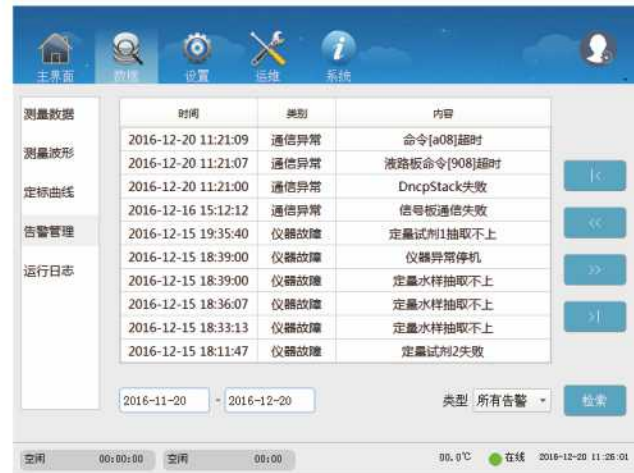 主界面 数据 设置 运维 系统
测量数据
测量波形
定标曲线
告警管理
运行日志
时间 类别 内容
2016-12-20 11:21:09 通信异常 命令[a08]超时
2016-12-20 11:21:07 通信异常 液路板命令[908]超时
2016-12-20 11:21:00 通信异常 DncpStack失败
2016-12-16 15:12:12 通信异常 信号板通信失败
2016-12-15 19:35:40 仪器故障 定量试剂1抽取不上
2016-12-15 18:39:00 仪器故障 仪器异常停机
2016-12-15 18:39:00 仪器故障 定量水样抽取不上
2016-12-15 18:36:07 仪器故障 定量水样抽取不上
2016-12-15 18:33:13 仪器故障 定量水样抽取不上
2016-12-15 18:11:47 仪器故障 定量试剂2失败
|<
<<
>>
>|
2016-11-20 - 2016-12-20 类型 所有告警 检索
空闲 00:00:00 空闲 00:00 00.0℃ 在线 2016-12-20 11:26:01